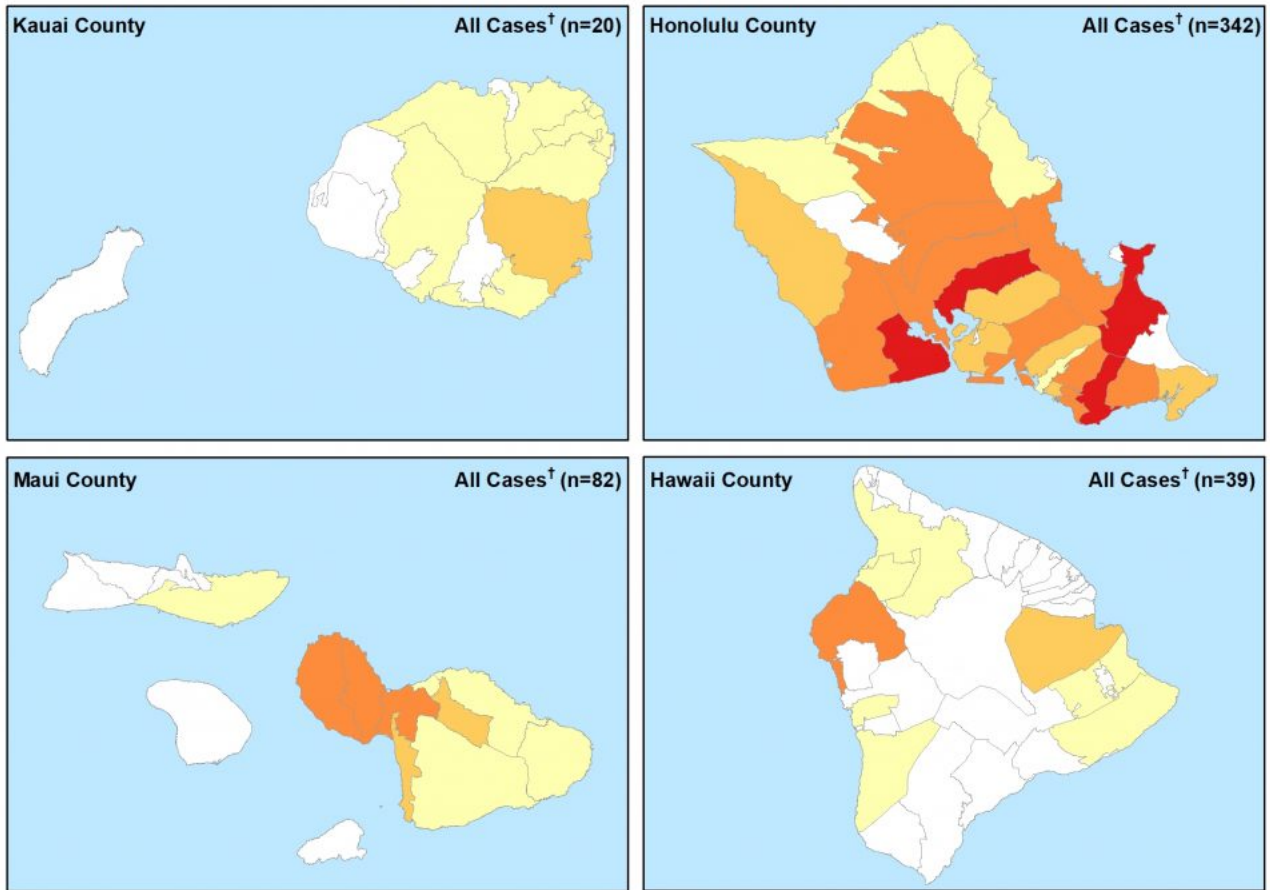 Kauai County All Cases† (n=20)
Honolulu County All Cases† (n=342)
Maui County All Cases† (n=82)
Hawaii County All Cases† (n=39)